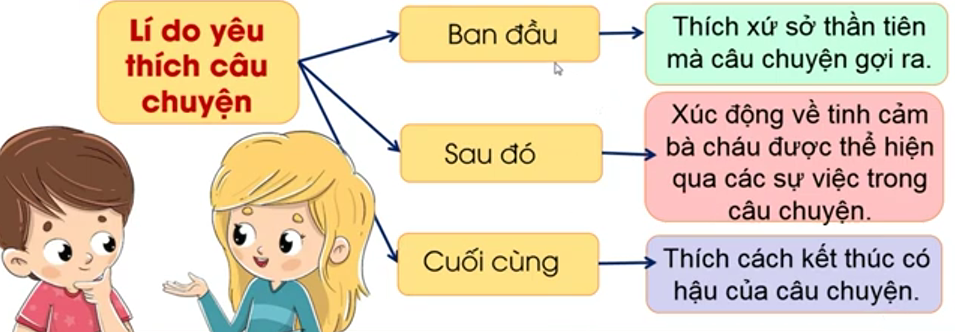 Lí do yêu
thích câu
chuyện
Ban đầu
Thích xứ sở thần tiên
mà câu chuyện gợi ra.
Sau đó
Xúc động về tinh cảm
bà cháu được thể hiện
qua các sự việc trong
câu chuyện.
Cuối cùng
Thích cách kết thúc có
hậu của câu chuyện.